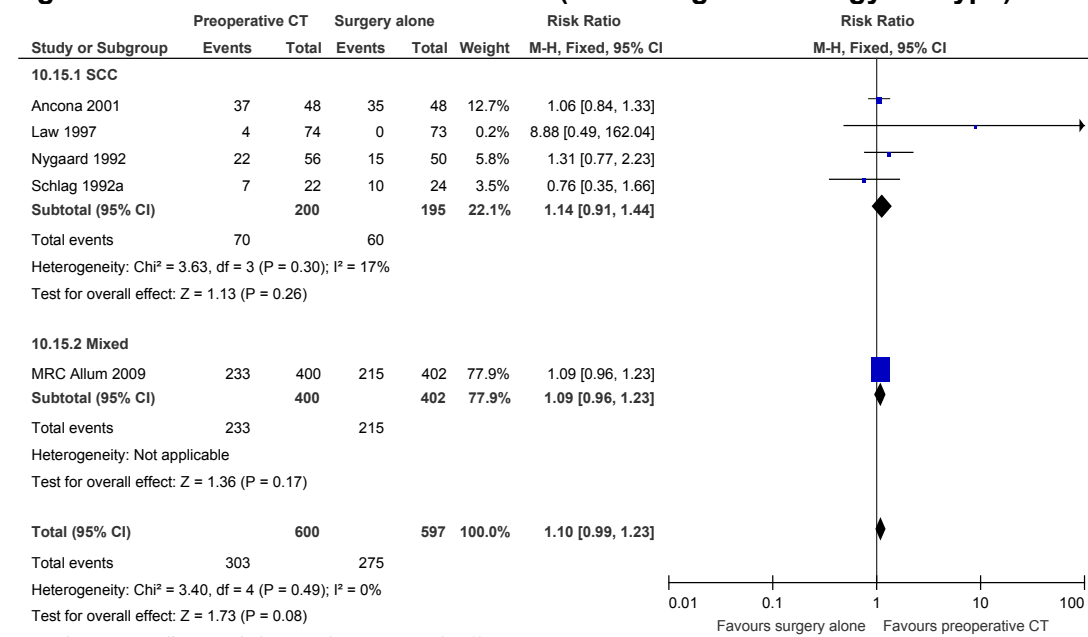 Preoperative CT Surgery alone Risk Ratio Risk Ratio
Study or Subgroup Events Total Events Total Weight M-H, Fixed, 95% CI M-H, Fixed, 95% CI
10.15.1 SCC
Ancona 2001 37 48 35 48 12.7% 1.06 [0.84, 1.33]
Law 1997 4 74 0 73 0.2% 8.88 [0.49, 162.04]
Nygaard 1992 22 56 15 50 5.8% 1.31 [0.77, 2.23]
Schlag 1992a 7 22 10 24 3.5% 0.76 [0.35, 1.66]
Subtotal (95% CI) 200 195 22.1% 1.14 [0.91, 1.44]
Total events 70 60
Heterogeneity: Chi² = 3.63, df = 3 (P = 0.30); I² = 17%
Test for overall effect: Z = 1.13 (P = 0.26)
10.15.2 Mixed
MRC Allum 2009 233 400 215 402 77.9% 1.09 [0.96, 1.23]
Subtotal (95% CI) 400 402 77.9% 1.09 [0.96, 1.23]
Total events 233 215
Heterogeneity: Not applicable
Test for overall effect: Z = 1.36 (P = 0.17)
Total (95% CI) 600 597 100.0% 1.10 [0.99, 1.23]
Total events 303 275
Heterogeneity: Chi² = 3.40, df = 4 (P = 0.49); I² = 0%
Test for overall effect: Z = 1.73 (P = 0.08)
0.01 0.1 1 10 100
Favours surgery alone Favours preoperative CT